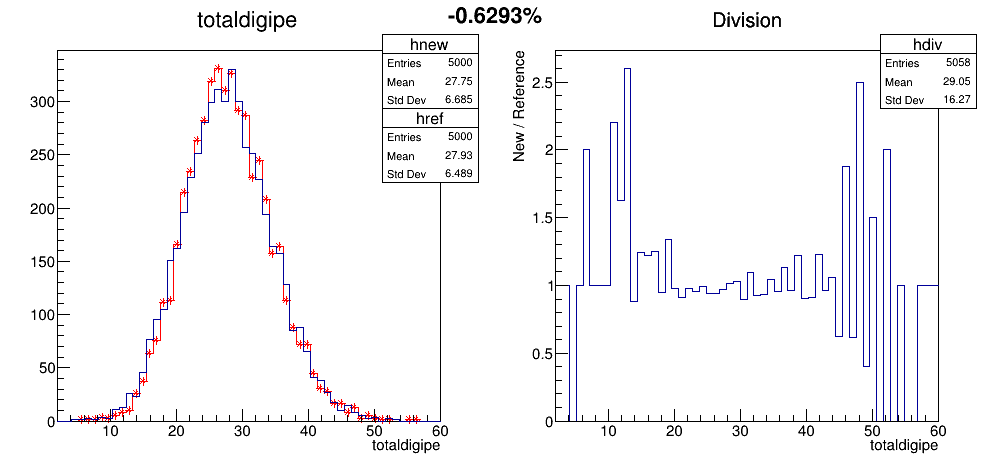 totaldigipe
-0.6293%
Division
hnew
Entries 5000
Mean 27.75
Std Dev 6.685
href
Entries 5000
Mean 27.93
Std Dev 6.489
300
250
200
150
100
50
0
10 20 30 40 50 60
totaldigipe
hdiv
Entries 5058
Mean 29.05
Std Dev 16.27
New / Reference
2.5
2
1.5
1
0.5
0
10 20 30 40 50 60
totaldigipe